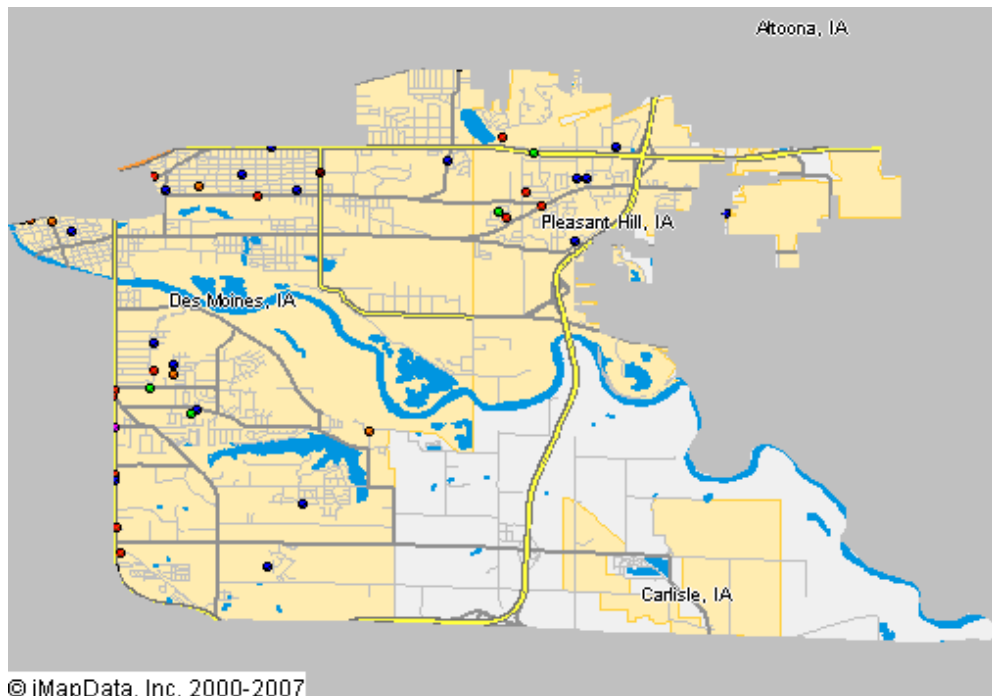 Altoona, IA
Pleasant Hill, IA
Des Moines, IA
Carlisle, IA
© iMapData, Inc. 2000-2007